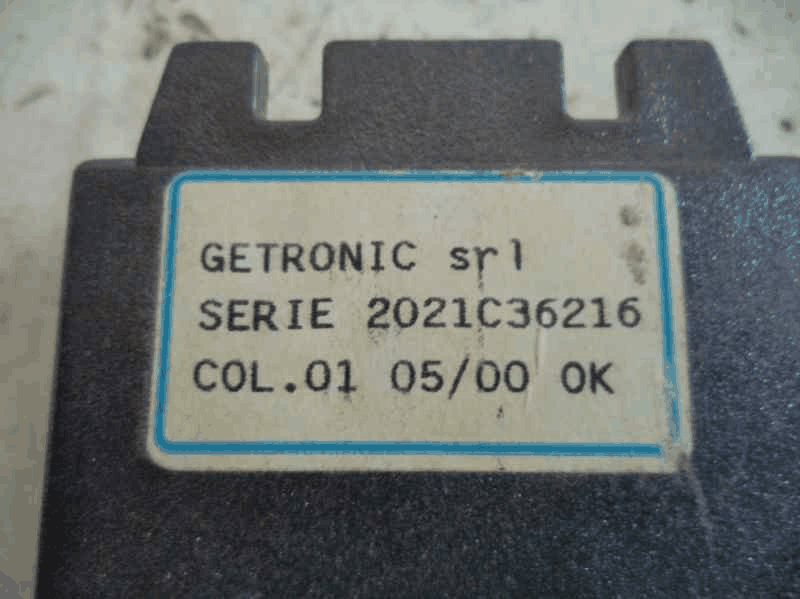 GETRONIC srl
SERIE 2021C36216
COL.01 05/00 OK